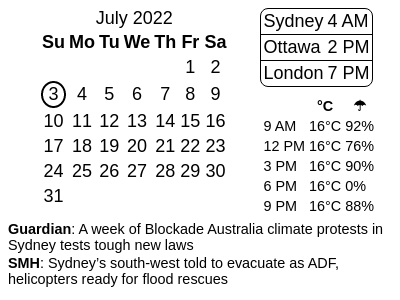 July 2022
Su Mo Tu We Th Fr Sa
1 2
3 4 5 6 7 8 9
10 11 12 13 14 15 16
17 18 19 20 21 22 23
24 25 26 27 28 29 30
31
Sydney 4 AM
Ottawa 2 PM
London 7 PM
°C ☂
9 AM 16°C 92%
12 PM 16°C 76%
3 PM 16°C 90%
6 PM 16°C 0%
9 PM 16°C 88%
Guardian: A week of Blockade Australia climate protests in
Sydney tests tough new laws
SMH: Sydney's south-west told to evacuate as ADF,
helicopters ready for flood rescues